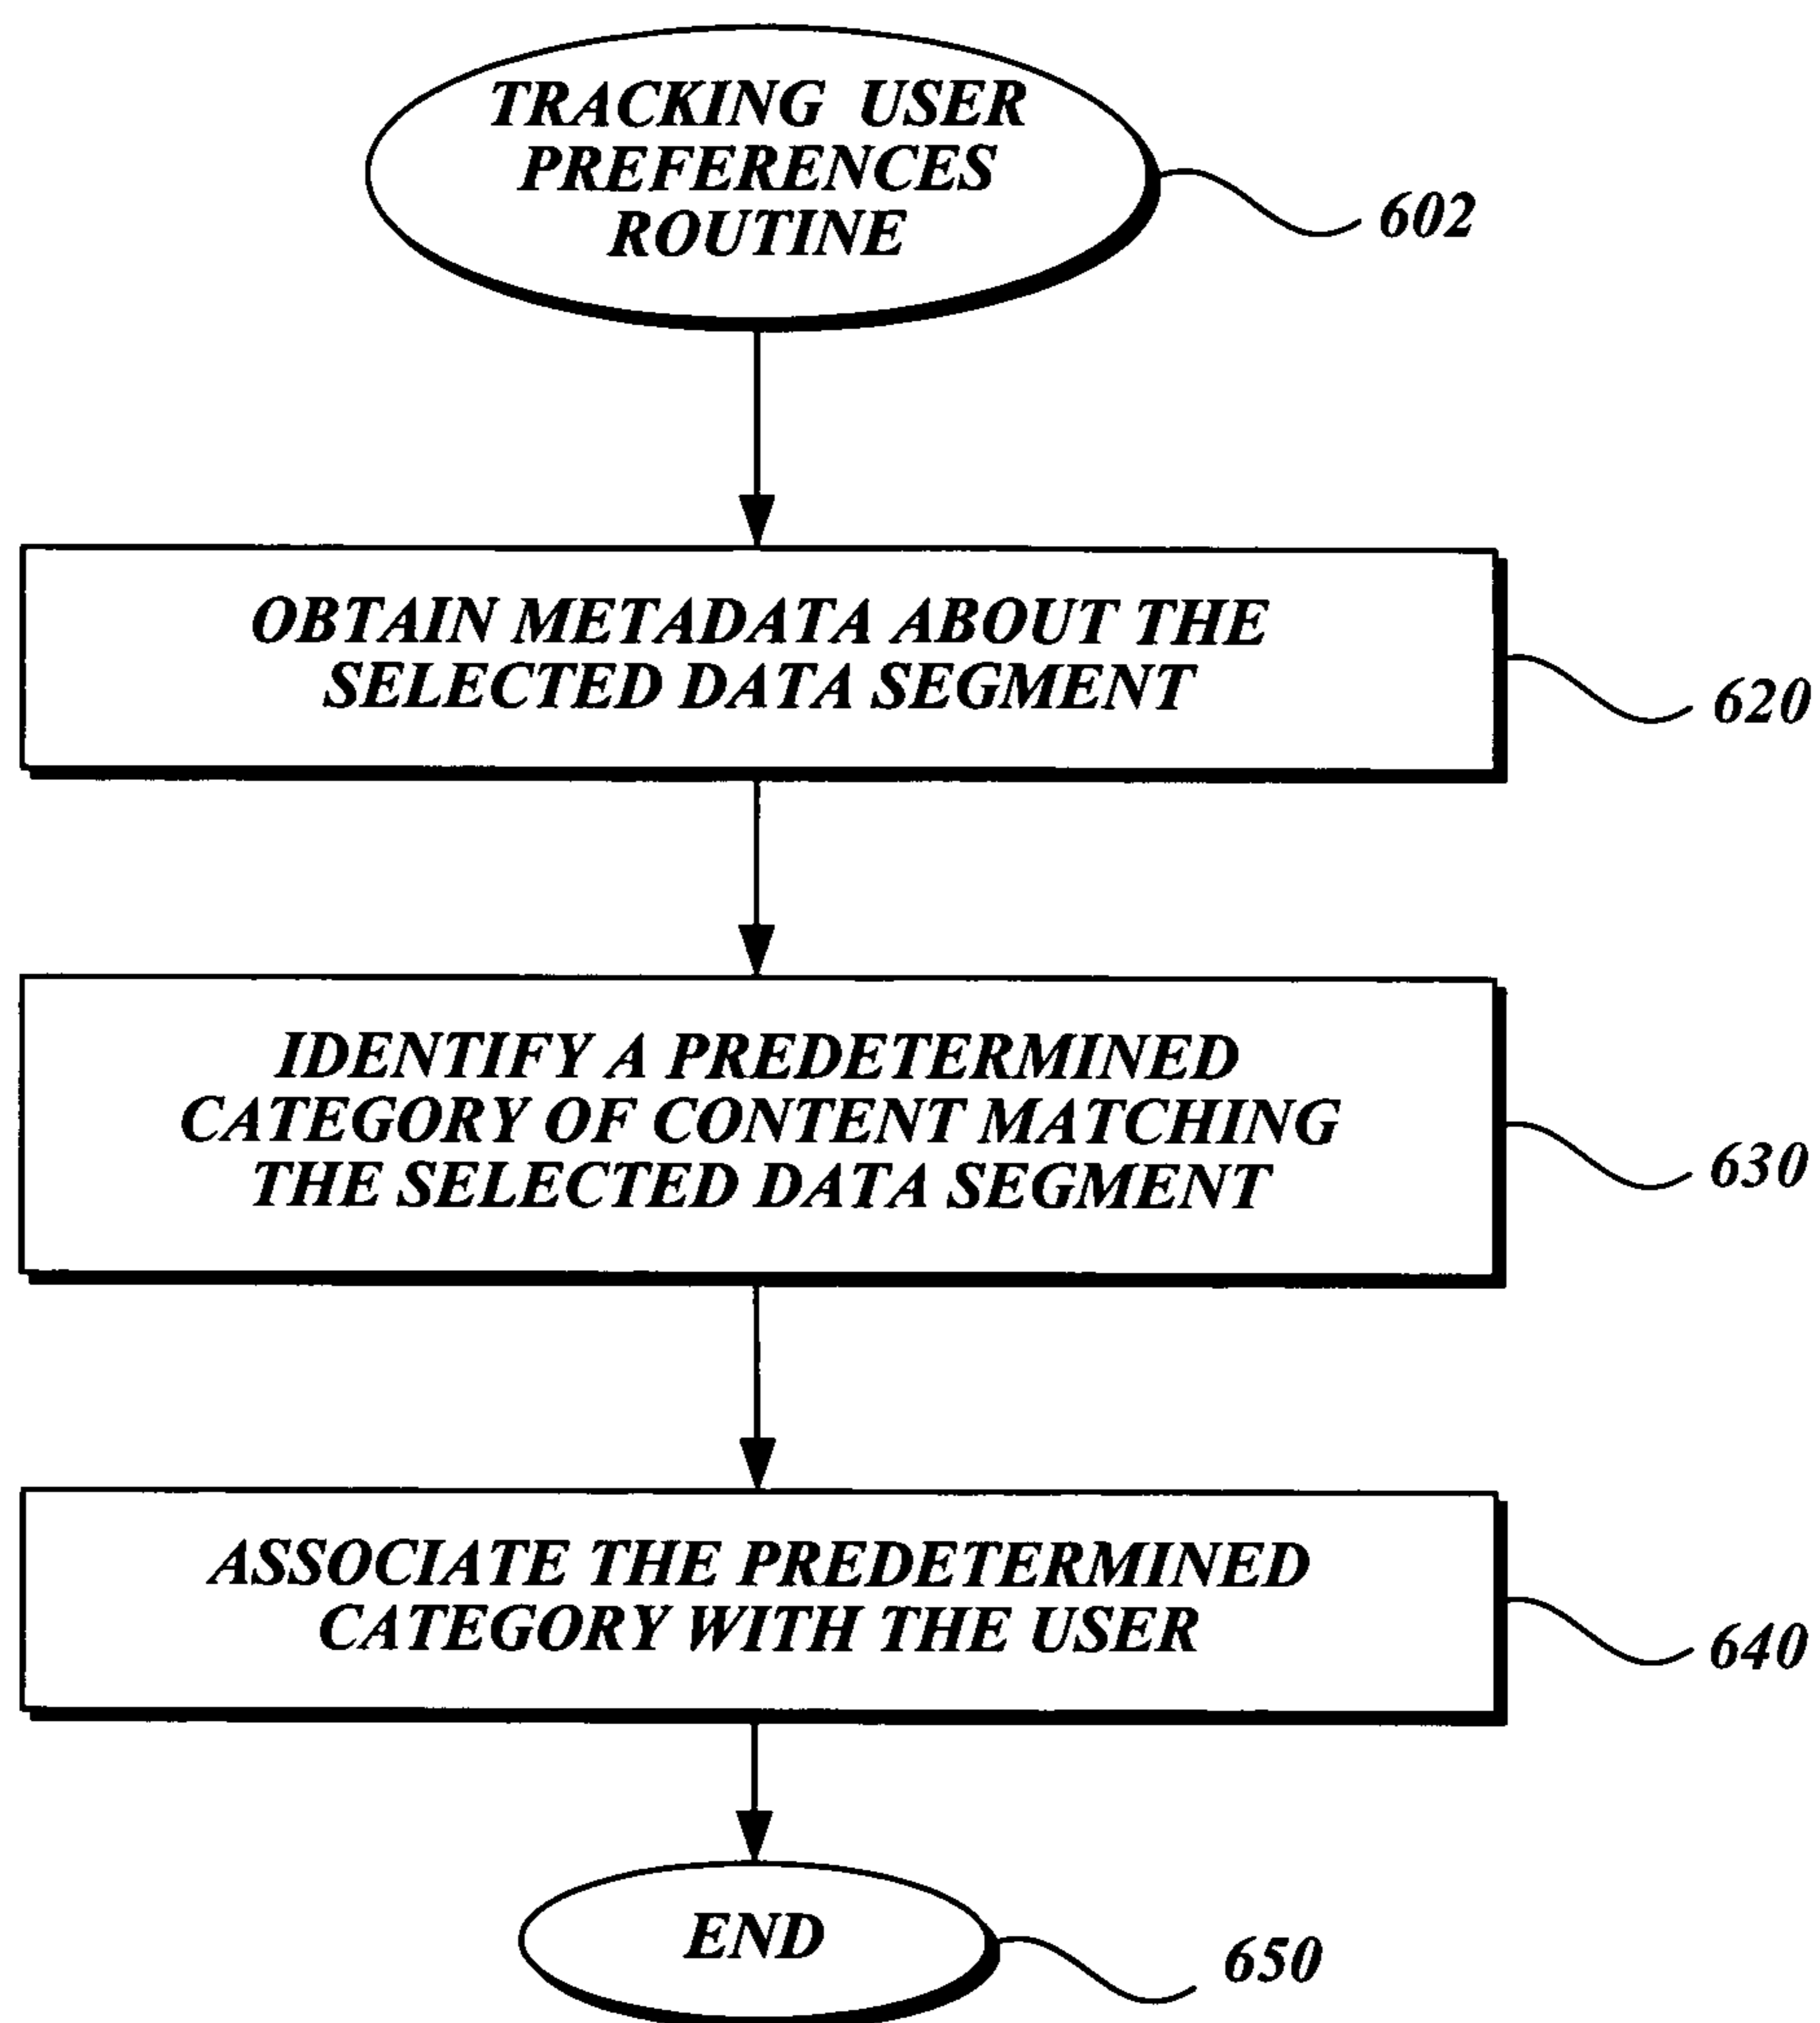 TRACKING USER
PREFERENCES
ROUTINE
602
OBTAIN METADATA ABOUT THE
SELECTED DATA SEGMENT
620
IDENTIFY A PREDETERMINED
CATEGORY OF CONTENT MATCHING
THE SELECTED DATA SEGMENT
630
ASSOCIATE THE PREDETERMINED
CATEGORY WITH THE USER
640
END
650